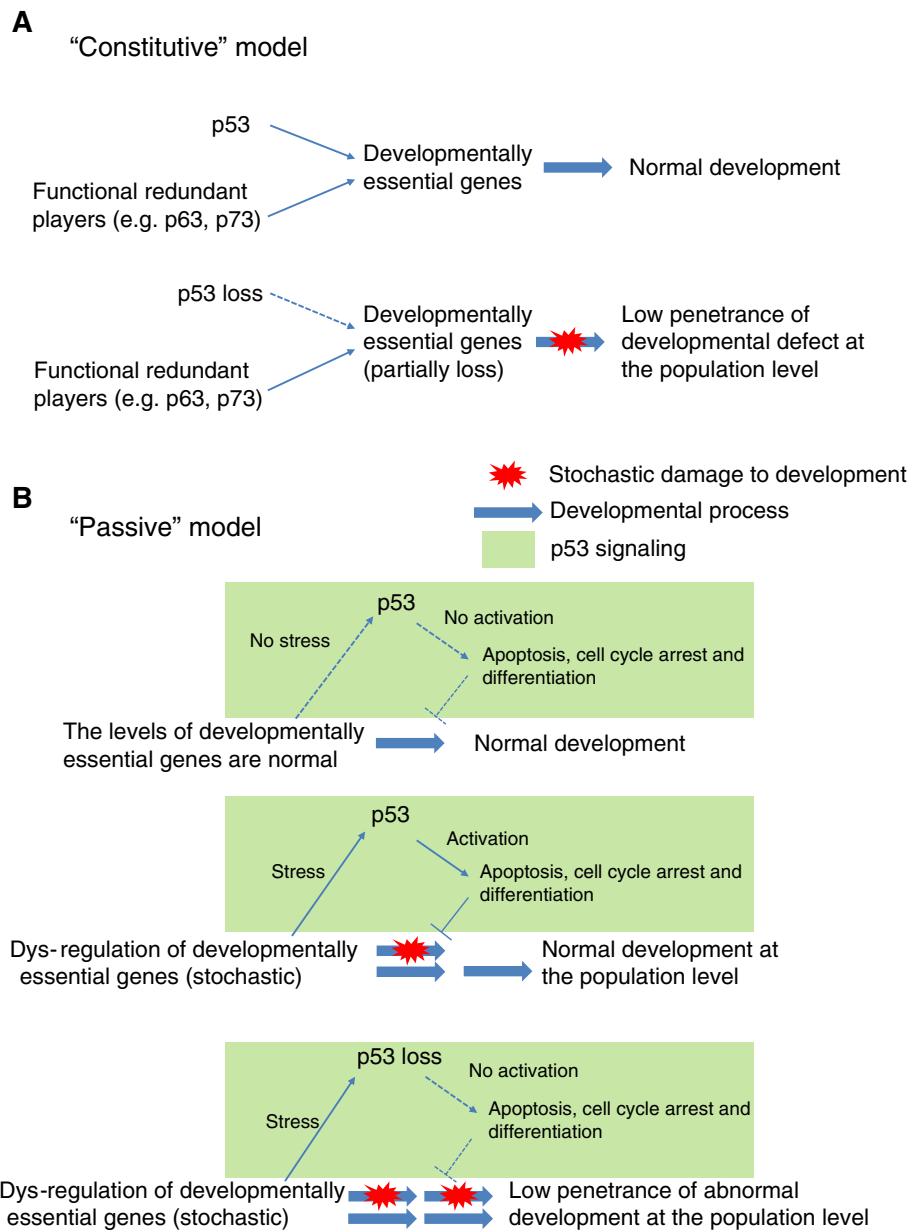 A
“Constitutive” model
p53
Functional redundant
players (e.g. p63, p73)
Developmentally
essential genes
Normal development
p53 loss
Functional redundant
players (e.g. p63, p73)
Developmentally
essential genes
(partially loss)
Low penetrance of
developmental defect at
the population level
Stochastic damage to development
Developmental process
p53 signaling
B
“Passive” model
p53
No stress
No activation
Apoptosis, cell cycle arrest and
differentiation
The levels of developmentally
essential genes are normal
Normal development
p53
Stress
Activation
Apoptosis, cell cycle arrest and
differentiation
Dys-regulation of developmentally
essential genes (stochastic)
Normal development at
the population level
p53 loss
Stress
No activation
Apoptosis, cell cycle arrest and
differentiation
Dys-regulation of developmentally
essential genes (stochastic)
Low penetrance of abnormal
development at the population level